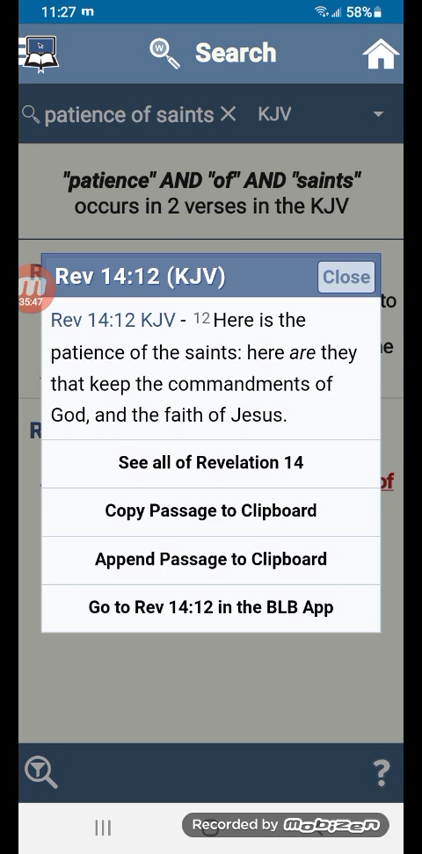 11:27 m 58%
W Search
patience of saints KJV
"patience" AND "of" AND "saints"
occurs in 2 verses in the KJV
R
Rev 14:12 (KJV) Close
35:47
to
Rev 14:12 KJV - 12 Here is the
patience of the saints: here are they
that keep the commandments of
God, and the faith of Jesus.
R
See all of Revelation 14
of
Copy Passage to Clipboard
Append Passage to Clipboard
Go to Rev 14:12 in the BLB App
?
Recorded by mobizen